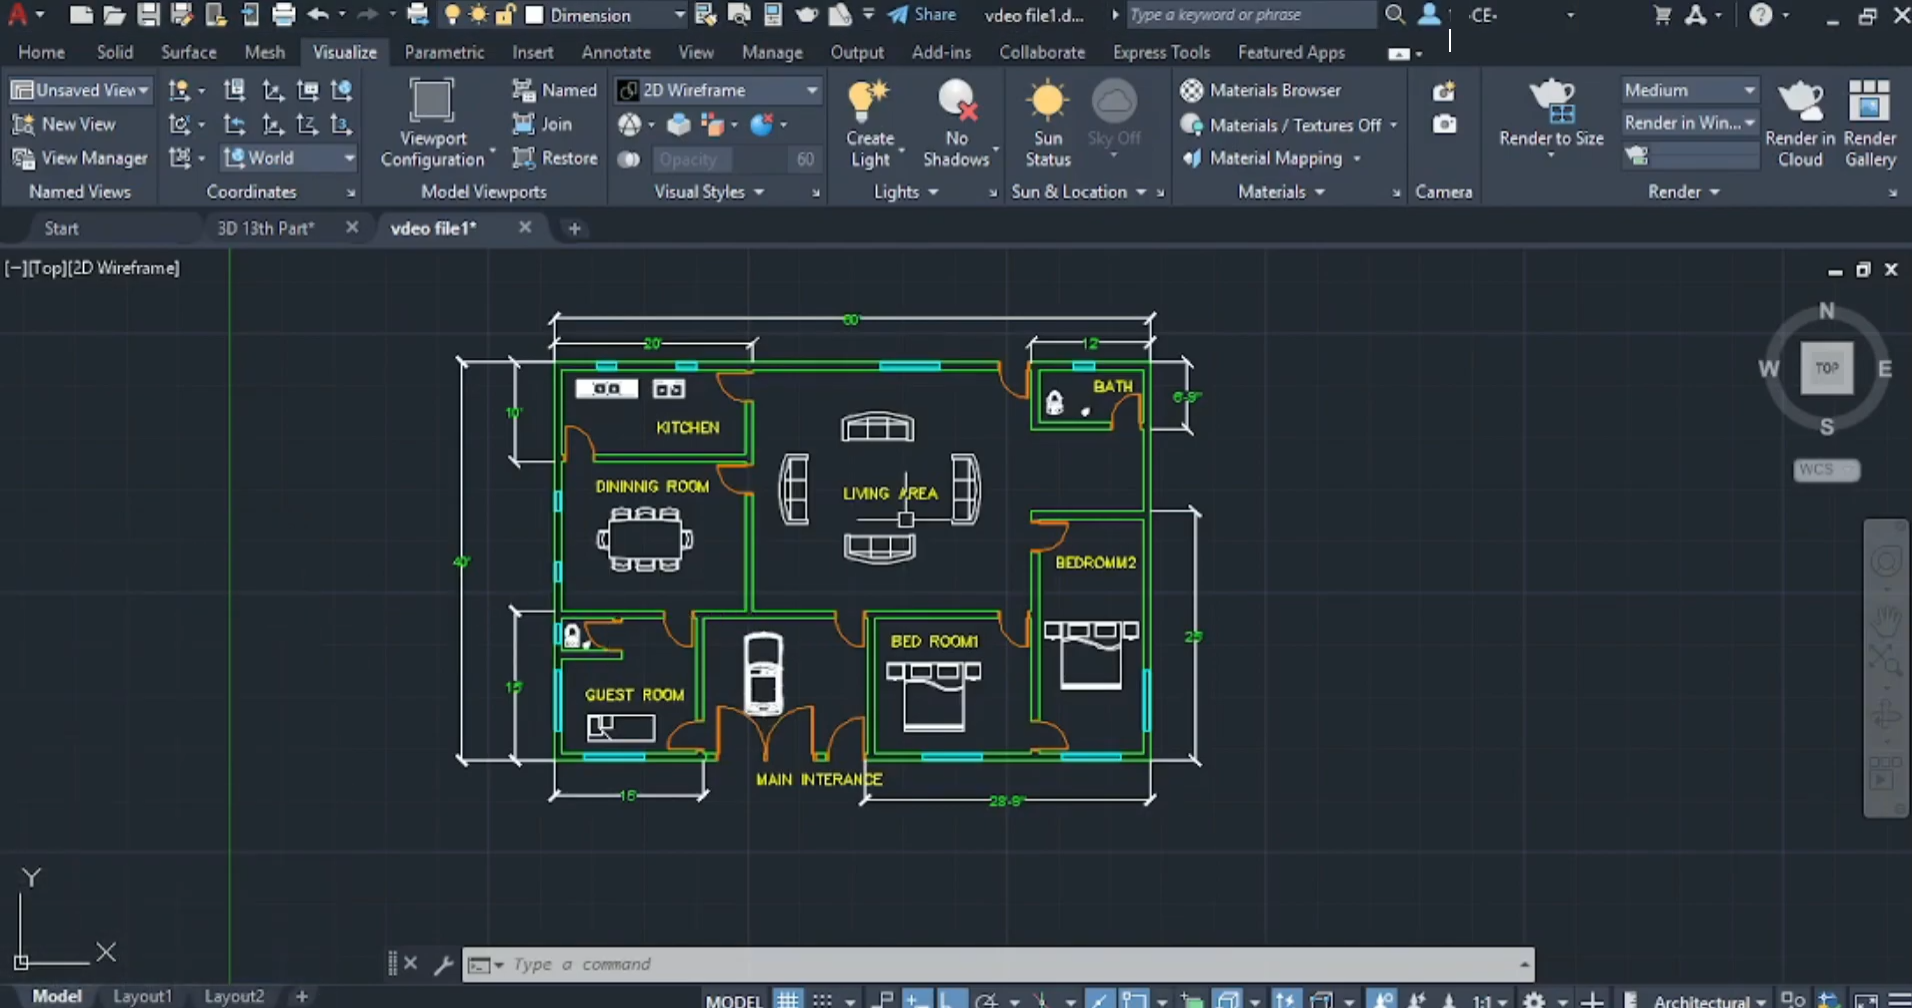 Dimension
Share
vdeo file1.d...
Type a keyword or phrase
-CE-
Home Solid Surface Mesh Visualize Parametric Insert Annotate View Manage Output Add-ins Collaborate Express Tools Featured Apps
Unsaved View
New View
View Manager
Named Views
World
Coordinates
Viewport
Configuration
Named
Join
Restore
Model Viewports
2D Wireframe
Opacity 60
Visual Styles
Create
Light
No
Shadows
Lights
Sun
Status
Sky Off
Sun & Location
Materials Browser
Materials / Textures Off
Material Mapping
Materials
Camera
Render to Size
Medium
Render in Win...
Render in
Cloud
Render
Gallery
Render
Start 3D 13th Part* vdeo file1*
[−][Top][2D Wireframe]
N
W TOP E
S
WCS
60'
20' 12'
BATH
6'-9"
10'
KITCHEN
DININNIG ROOM
LIVING AREA
40'
BEDROMM2
25'
BED ROOM1
15'
GUEST ROOM
MAIN INTERANCE
15'
28'-9"
Y
X
Type a command
Model Layout1 Layout2 +
MODEL 1:1 Architectural